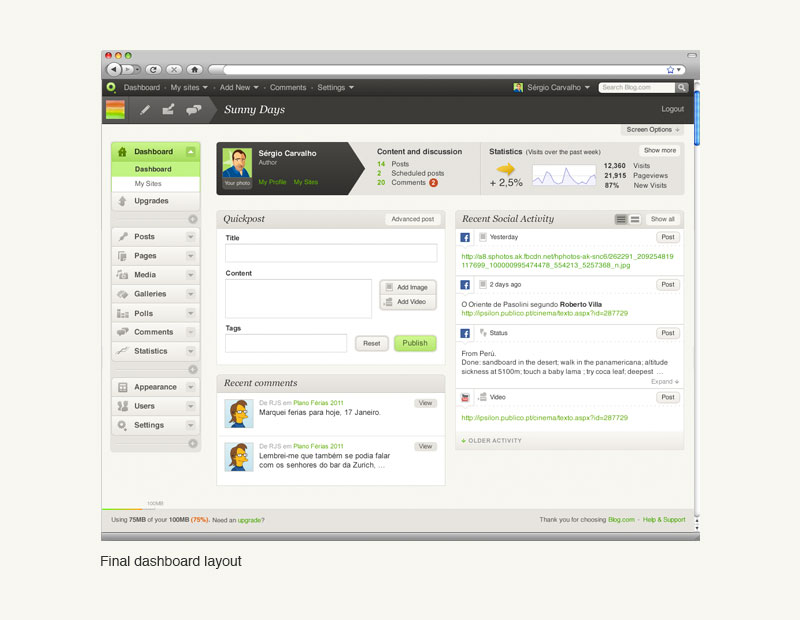 Dashboard · My sites · Add New · Comments · Settings
Sérgio Carvalho
Search Blog.com
Sunny Days
Logout
Screen Options
Dashboard
Dashboard
My Sites
Upgrades
Posts
Pages
Media
Galleries
Polls
Comments
Statistics
Appearance
Users
Settings
Your photo
Sérgio Carvalho
Author
My Profile My Sites
Content and discussion
14 Posts
2 Scheduled posts
20 Comments 2
Statistics (Visits over the past week)
Show more
+ 2,5%
12,360 Visits
21,915 Pageviews
87% New Visits
Quickpost
Advanced post
Title
Content
Add Image
Add Video
Tags
Reset
Publish
Recent comments
De RJS em Plano Férias 2011
View
Marquei ferias para hoje, 17 Janeiro.
De RJS em Plano Férias 2011
View
Lembrei-me que também se podia falar
com os senhores do bar da Zurich, ...
Recent Social Activity
Show all
Yesterday
Post
http://a8.sphotos.ak.fbcdn.net/hphotos-ak-snc6/262291_209254819
117699_100000995474478_554213_5257368_n.jpg
2 days ago
Post
O Oriente de Pasolini segundo Roberto Villa
http://ipsilon.publico.pt/cinema/texto.aspx?id=287729
Status
Post
From Perú.
Done: sandboard in the desert; walk in the panamericana; altitude
sickness at 5100m; touch a baby lama ; try coca leaf; deepest ...
Expand +
Video
Post
http://ipsilon.publico.pt/cinema/texto.aspx?id=287729
+ OLDER ACTIVITY
100MB
Using 75MB of your 100MB (75%). Need an upgrade?
Thank you for choosing Blog.com - Help & Support
Final dashboard layout